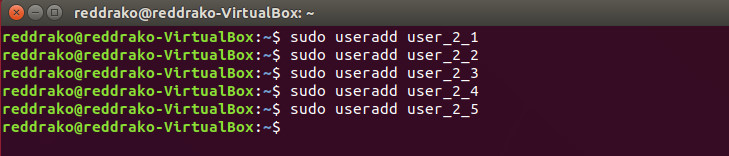 reddrako@reddrako-VirtualBox: ~
reddrako@reddrako-VirtualBox:~$ sudo useradd user_2_1
reddrako@reddrako-VirtualBox:~$ sudo useradd user_2_2
reddrako@reddrako-VirtualBox:~$ sudo useradd user_2_3
reddrako@reddrako-VirtualBox:~$ sudo useradd user_2_4
reddrako@reddrako-VirtualBox:~$ sudo useradd user_2_5
reddrako@reddrako-VirtualBox:~$